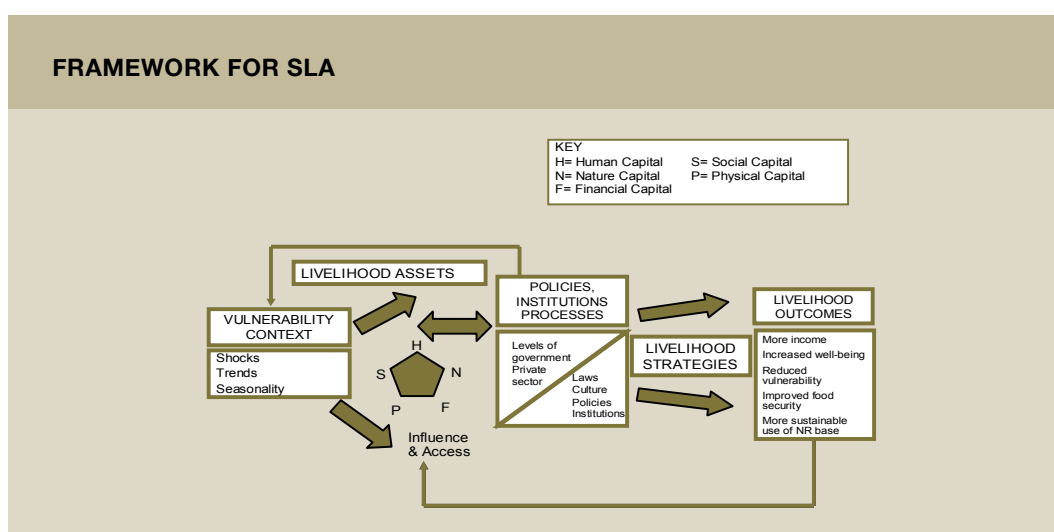 FRAMEWORK FOR SLA
KEY
H= Human Capital S= Social Capital
N= Nature Capital P= Physical Capital
F= Financial Capital
LIVELIHOOD ASSETS
VULNERABILITY
CONTEXT
Shocks
Trends
Seasonality
H
S
N
P
F
Influence
& Access
POLICIES,
INSTITUTIONS
PROCESSES
Levels of
government
Private
sector
Laws
Culture
Policies
Institutions
LIVELIHOOD
STRATEGIES
LIVELIHOOD
OUTCOMES
More income
Increased well-being
Reduced
vulnerability
Improved food
security
More sustainable
use of NR base